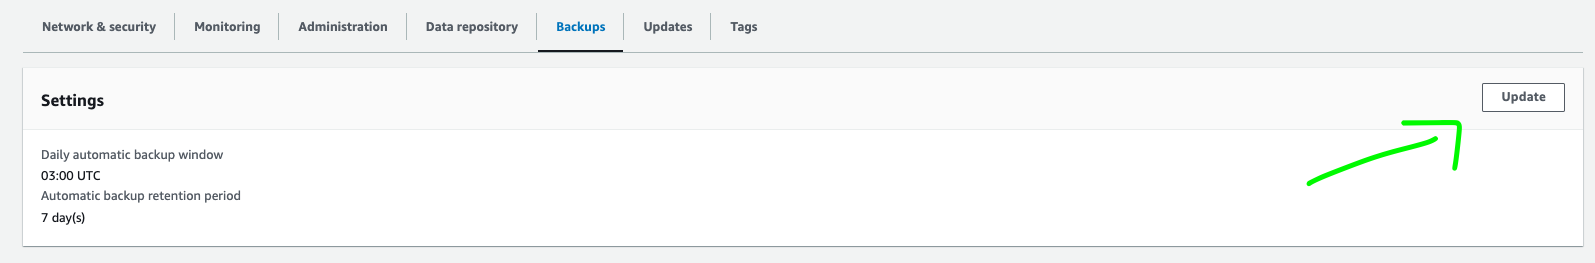 Network & security Monitoring Administration Data repository Backups Updates Tags
Settings Update
Daily automatic backup window
03:00 UTC
Automatic backup retention period
7 day(s)